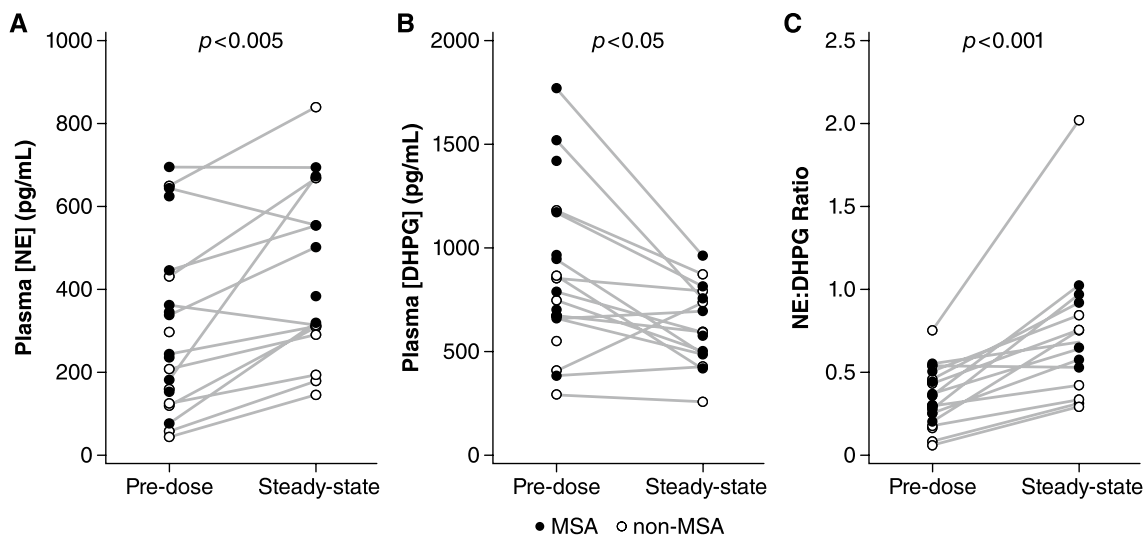 A
p<0.005
Plasma [NE] (pg/mL)
1000
800
600
400
200
0
Pre-dose Steady-state
B
p<0.05
Plasma [DHPG] (pg/mL)
2000
1500
1000
500
0
Pre-dose Steady-state
C
p<0.001
NE:DHPG Ratio
2.5
2.0
1.5
1.0
0.5
0
Pre-dose Steady-state
MSA non-MSA